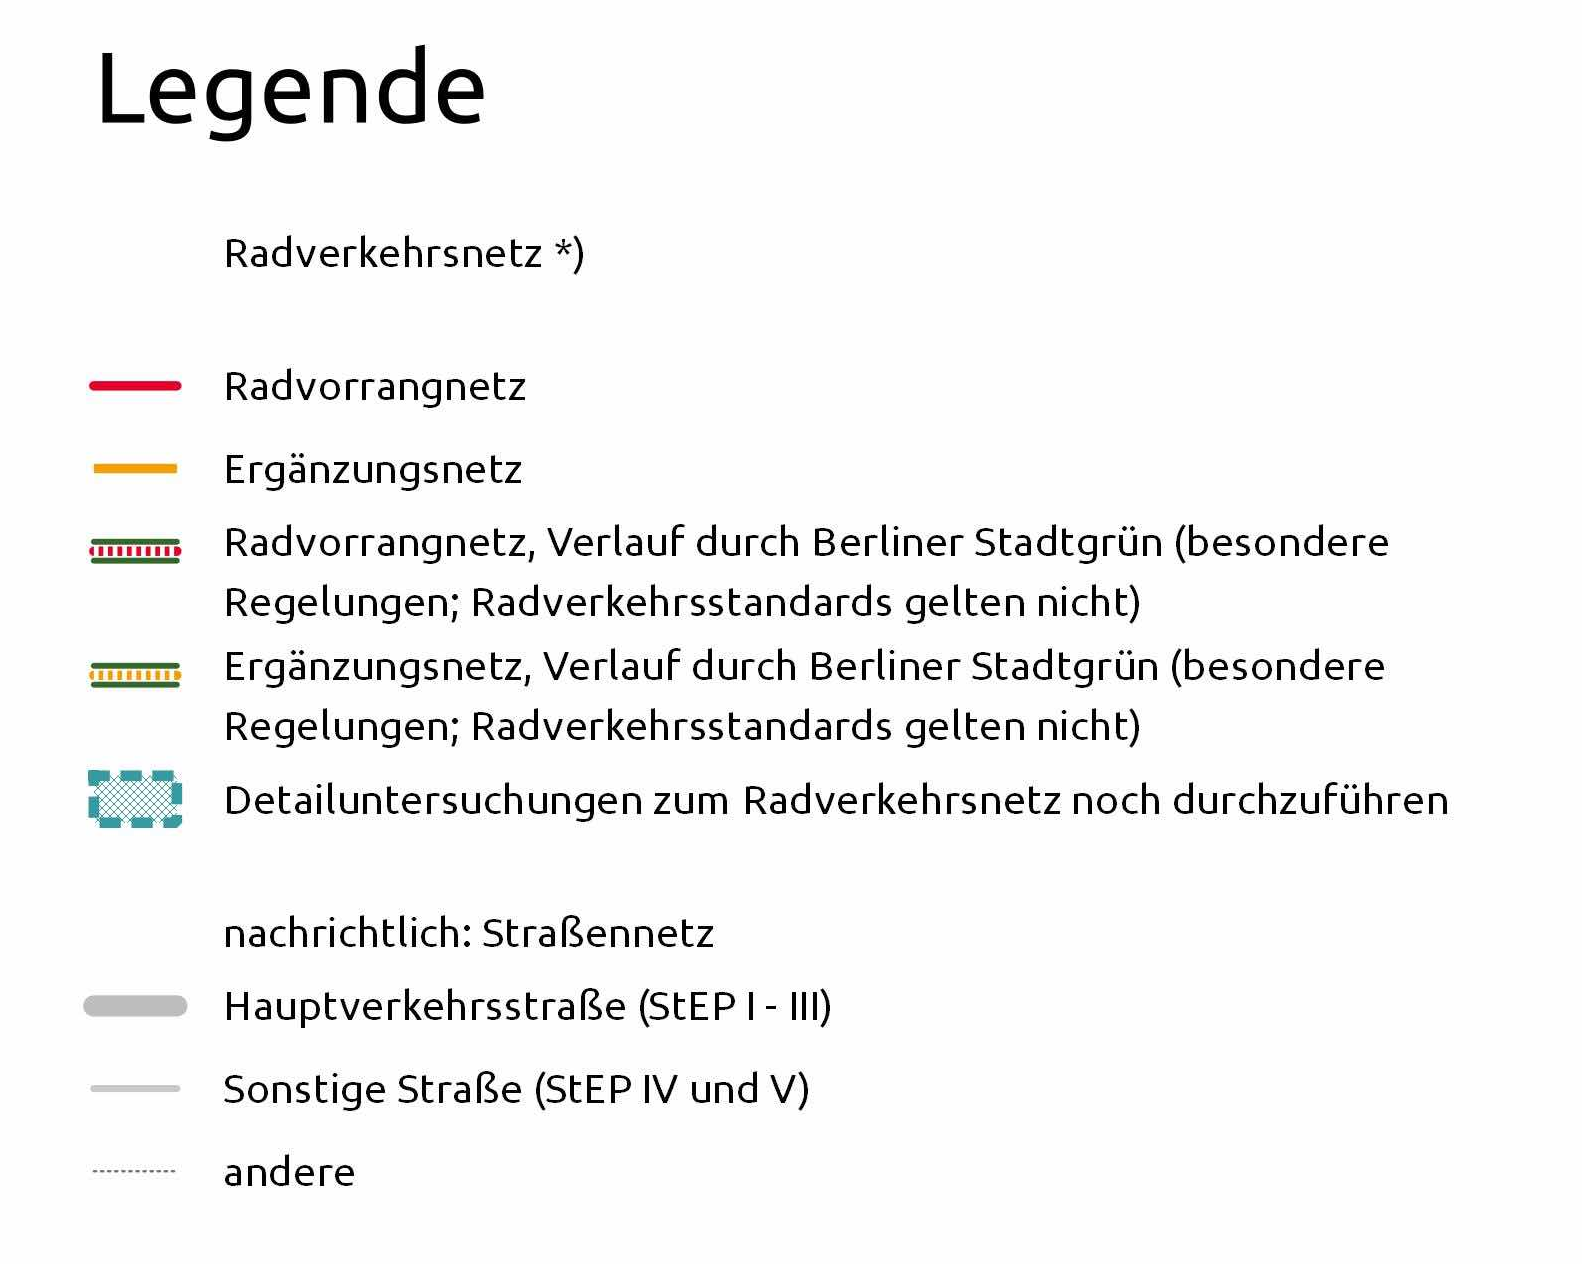 Legende
Radverkehrsnetz *)
Radvorrangnetz
Ergänzungsnetz
Radvorrangnetz, Verlauf durch Berliner Stadtgrün (besondere
Regelungen; Radverkehrsstandards gelten nicht)
Ergänzungsnetz, Verlauf durch Berliner Stadtgrün (besondere
Regelungen; Radverkehrsstandards gelten nicht)
Detailuntersuchungen zum Radverkehrsnetz noch durchzuführen
nachrichtlich: Straßennetz
Hauptverkehrsstraße (StEP I - III)
Sonstige Straße (StEP IV und V)
andere